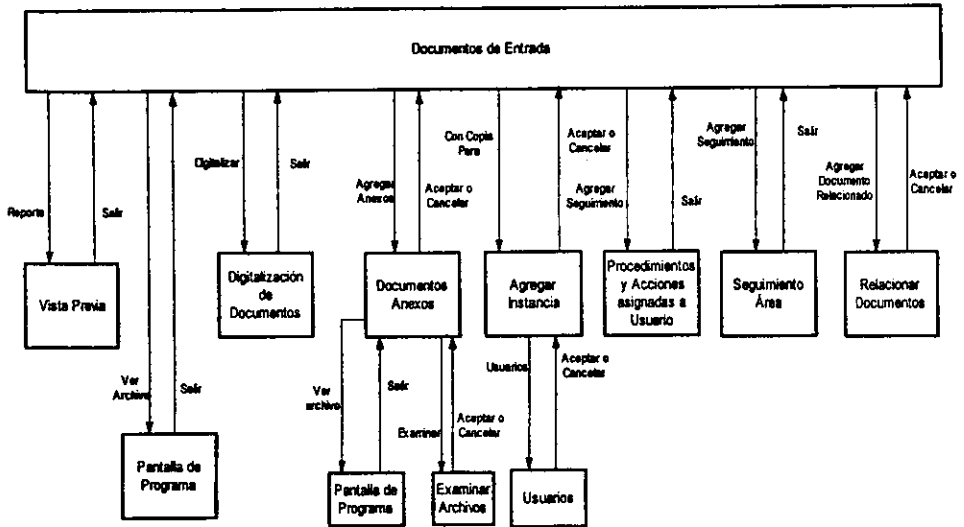 Documentos de Entrada
Reporte
Salir
Ver
Archivo
Salir
Digitalizar
Salir
Agregar
Anexos
Aceptar o
Cancelar
Con Copia
Para
Aceptar o
Cancelar
Agregar
Seguimiento
Salir
Agregar
Seguimiento
Salir
Agregar
Documento
Relacionado
Aceptar o
Cancelar
Vista Previa
Digitalización
de
Documentos
Documentos
Anexos
Agregar
Instancia
Procedimientos
y Acciones
asignadas a
Usuario
Seguimiento
Área
Relacionar
Documentos
Ver
archivo
Salir
Examinar
Aceptar o
Cancelar
Usuarios
Aceptar o
Cancelar
Pantalla de
Programa
Pantalla de
Programa
Examinar
Archivos
Usuarios